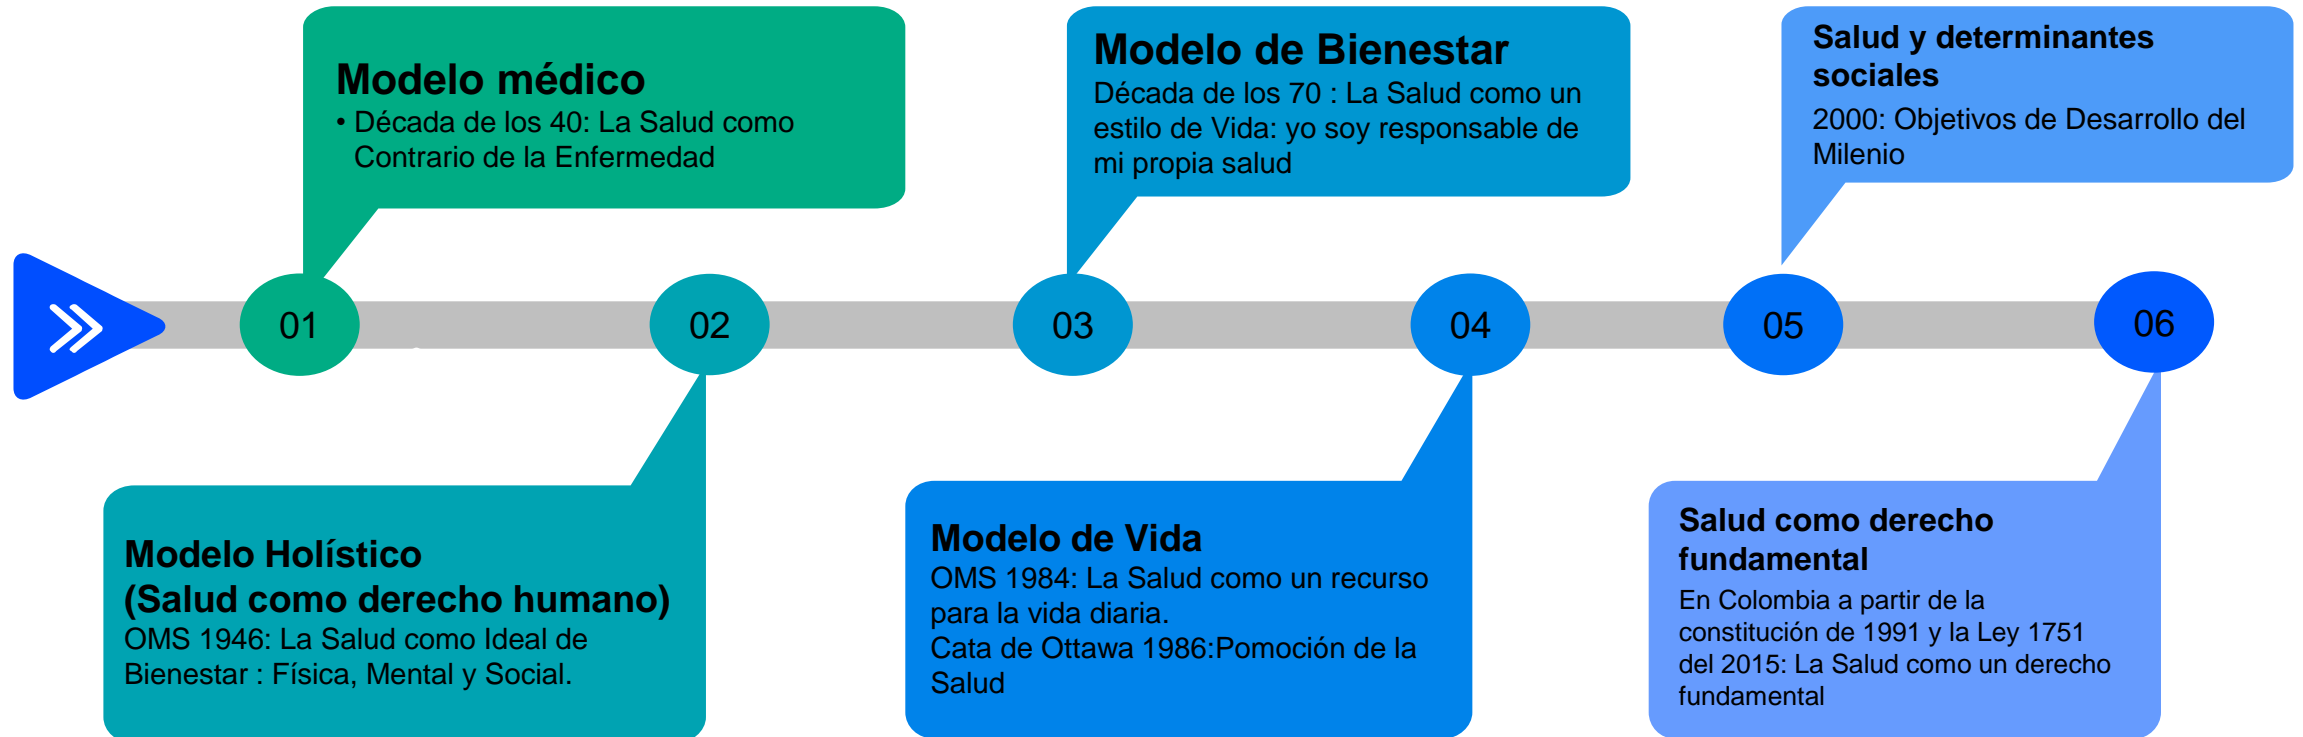 Modelo médico
• Década de los 40: La Salud como
Contrario de la Enfermedad
Modelo de Bienestar
Década de los 70 : La Salud como un
estilo de Vida: yo soy responsable de
mi propia salud
Salud y determinantes
sociales
2000: Objetivos de Desarrollo del
Milenio
01
02
03
04
05
06
Modelo Holístico
(Salud como derecho humano)
OMS 1946: La Salud como Ideal de
Bienestar : Física, Mental y Social.
Modelo de Vida
OMS 1984: La Salud como un recurso
para la vida diaria.
Cata de Ottawa 1986:Pomoción de la
Salud
Salud como derecho
fundamental
En Colombia a partir de la
constitución de 1991 y la Ley 1751
del 2015: La Salud como un derecho
fundamental